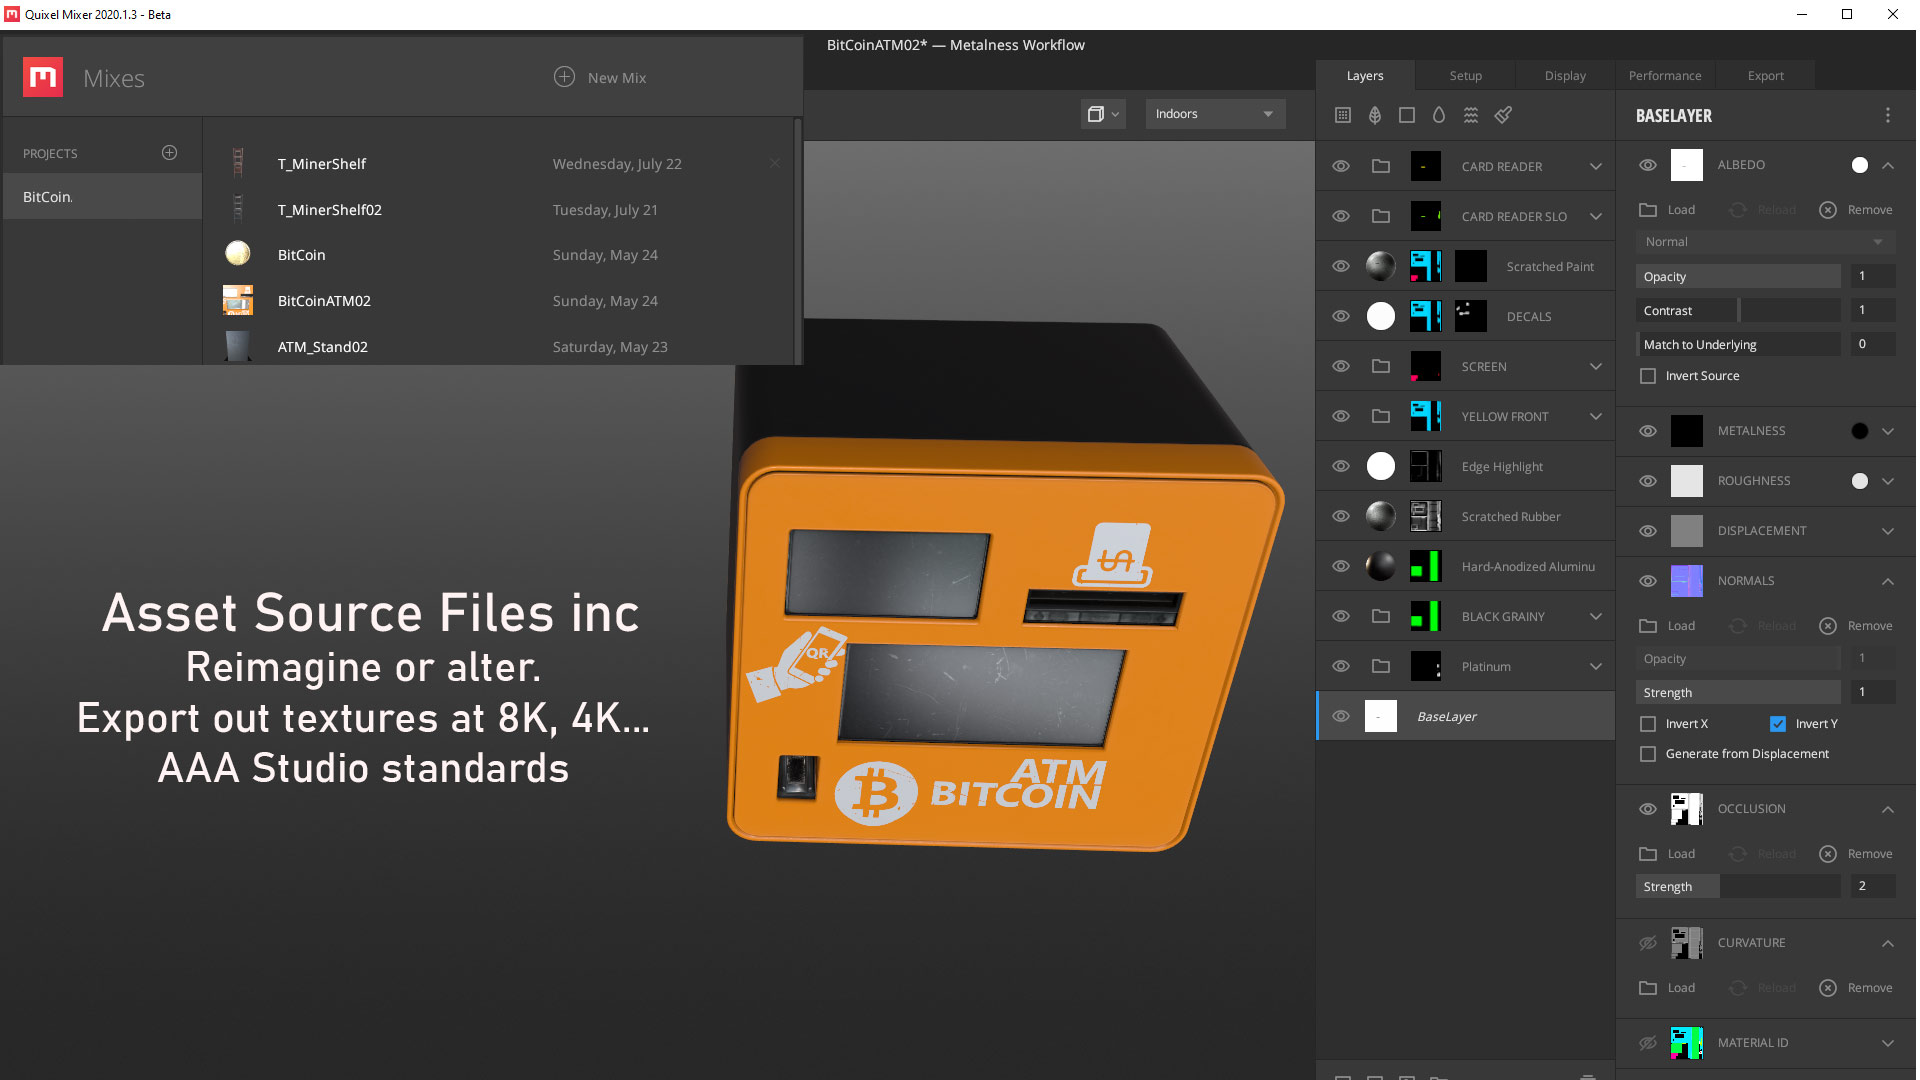 Quixel Mixer 2020.1.3 - Beta
Mixes
New Mix
PROJECTS
BitCoin.
T_MinerShelf Wednesday, July 22
T_MinerShelf02 Tuesday, July 21
BitCoin Sunday, May 24
BitCoinATM02 Sunday, May 24
ATM_Stand02 Saturday, May 23
BitCoinATM02* — Metalness Workflow
Indoors
Asset Source Files inc
Reimagine or alter.
Export out textures at 8K, 4K...
AAA Studio standards
QR
ATM
BITCOIN
Layers Setup Display Performance Export
CARD READER
CARD READER SLO
Scratched Paint
DECALS
SCREEN
YELLOW FRONT
Edge Highlight
Scratched Rubber
Hard-Anodized Aluminu
BLACK GRAINY
Platinum
BaseLayer
BASELAYER
ALBEDO
Load Reload Remove
Normal
Opacity 1
Contrast 1
Match to Underlying 0
Invert Source
METALNESS
ROUGHNESS
DISPLACEMENT
NORMALS
Load Reload Remove
Opacity 1
Strength 1
Invert X Invert Y
Generate from Displacement
OCCLUSION
Load Reload Remove
Strength 2
CURVATURE
Load Reload Remove
MATERIAL ID